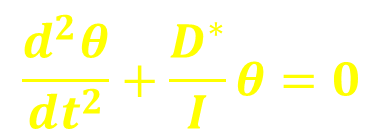 d²θ/dt² + D*/I θ = 0